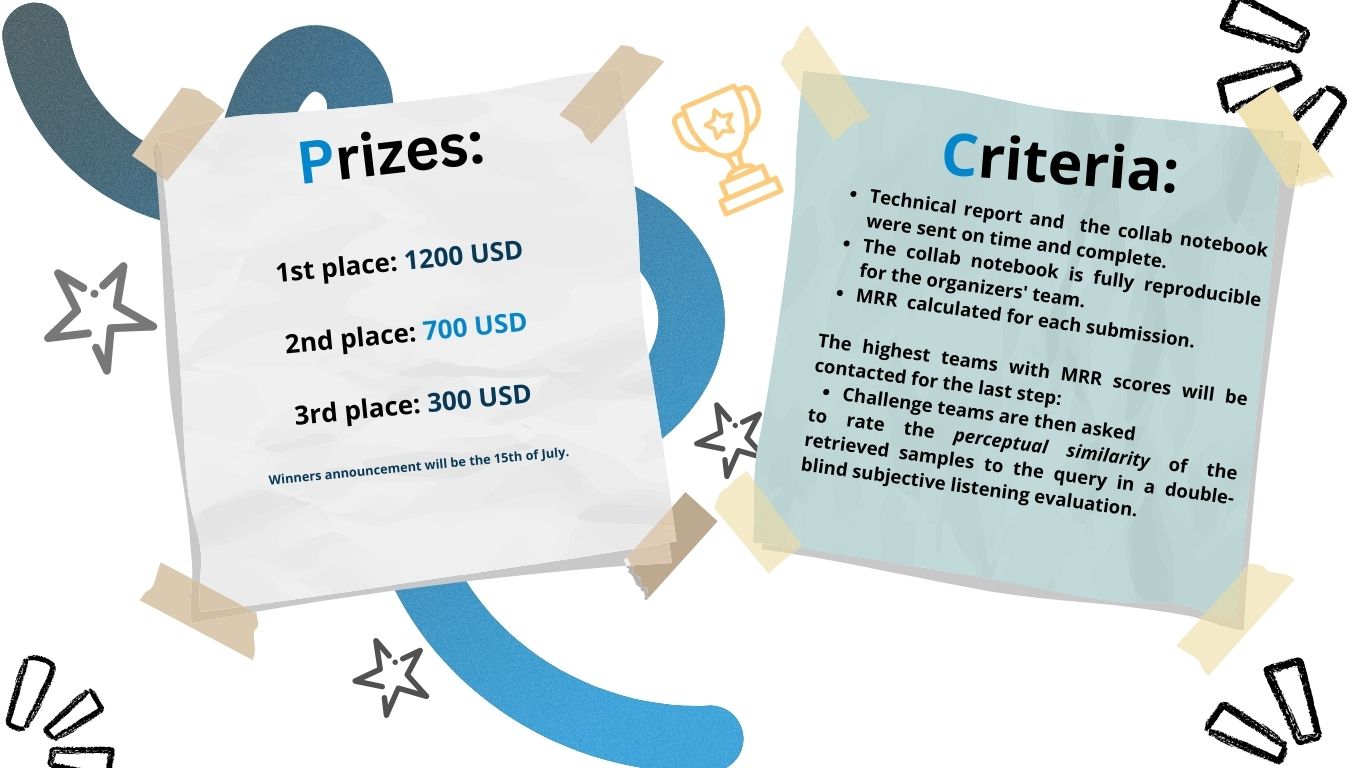 Prizes:
1st place: 1200 USD
2nd place: 700 USD
3rd place: 300 USD
Winners announcement will be the 15th of July.
Criteria:
• Technical report and the collab notebook
were sent on time and complete.
• The collab notebook is fully reproducible
for the organizers' team.
• MRR calculated for each submission.
The highest teams with MRR scores will be
contacted for the last step:
• Challenge teams are then asked
to rate the perceptual similarity of the
retrieved samples to the query in a double-
blind subjective listening evaluation.